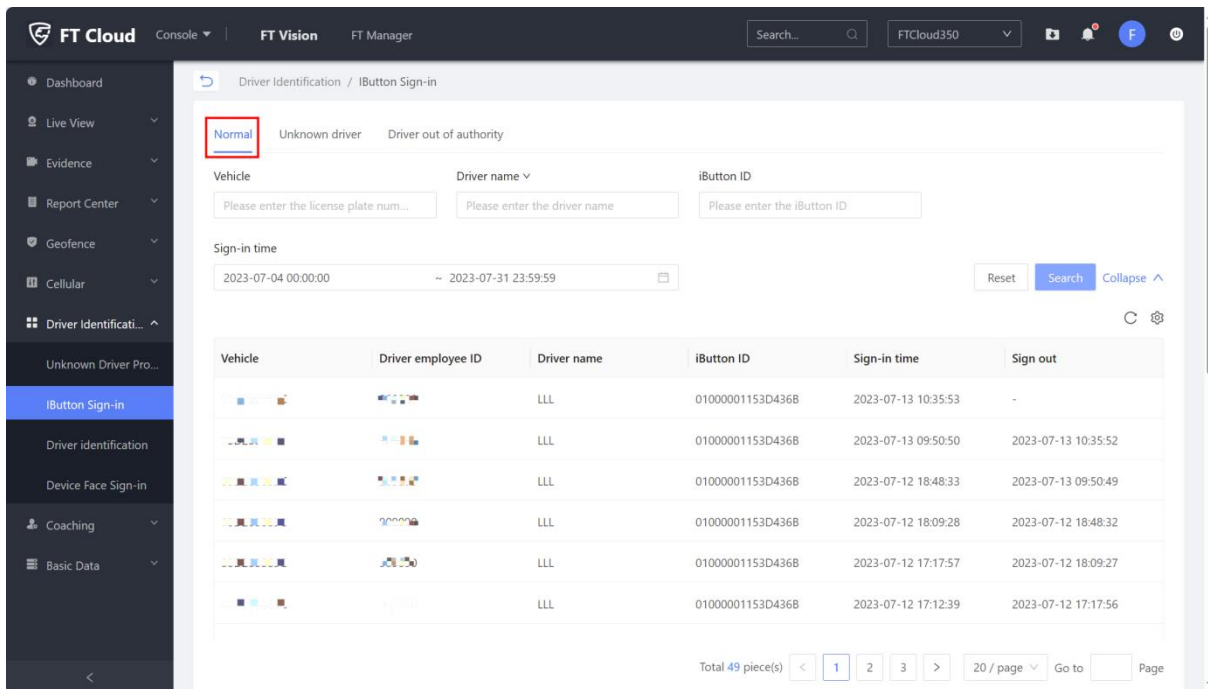 FT Cloud Console FT Vision FT Manager Search... FTCloud350 F
Dashboard
Live View
Evidence
Report Center
Geofence
Cellular
Driver Identificati...
Unknown Driver Pro...
IButton Sign-in
Driver identification
Device Face Sign-in
Coaching
Basic Data
Driver Identification / IButton Sign-in
Normal Unknown driver Driver out of authority
Vehicle Driver name iButton ID
Please enter the license plate num... Please enter the driver name Please enter the iButton ID
Sign-in time
2023-07-04 00:00:00 ~ 2023-07-31 23:59:59 Reset Search Collapse
Vehicle Driver employee ID Driver name iButton ID Sign-in time Sign out
LLL 01000001153D436B 2023-07-13 10:35:53 -
LLL 01000001153D436B 2023-07-13 09:50:50 2023-07-13 10:35:52
LLL 01000001153D436B 2023-07-12 18:48:33 2023-07-13 09:50:49
LLL 01000001153D436B 2023-07-12 18:09:28 2023-07-12 18:48:32
LLL 01000001153D436B 2023-07-12 17:17:57 2023-07-12 18:09:27
LLL 01000001153D436B 2023-07-12 17:12:39 2023-07-12 17:17:56
Total 49 piece(s) < 1 2 3 > 20 / page Go to Page